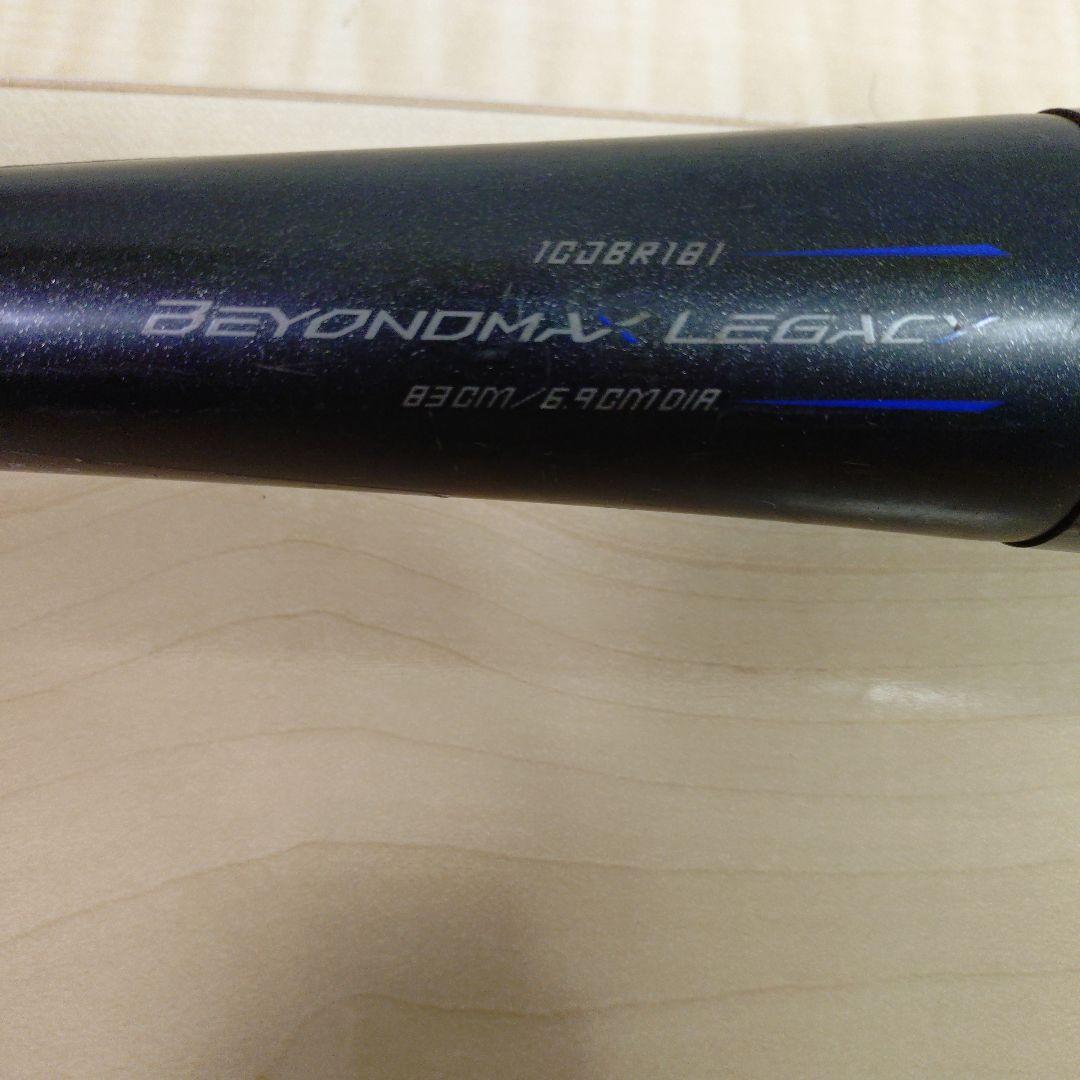 1CJBR181
BEYONDMAX LEGACY
83CM/6.9CMDIA.